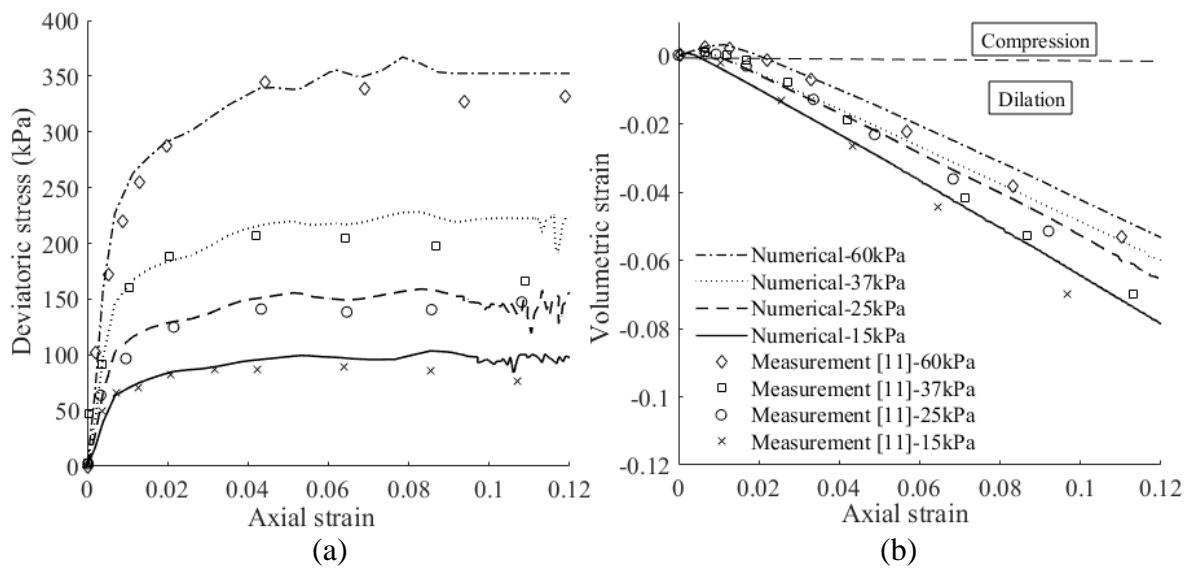 400
350
300
250
200
150
100
50
0
Deviatoric stress (kPa)
0 0.02 0.04 0.06 0.08 0.1 0.12
Axial strain
(a)
0
-0.02
-0.04
-0.06
-0.08
-0.1
-0.12
Volumetric strain
Compression
Dilation
Numerical-60kPa
Numerical-37kPa
Numerical-25kPa
Numerical-15kPa
Measurement [11]-60kPa
Measurement [11]-37kPa
Measurement [11]-25kPa
Measurement [11]-15kPa
0 0.02 0.04 0.06 0.08 0.1 0.12
Axial strain
(b)